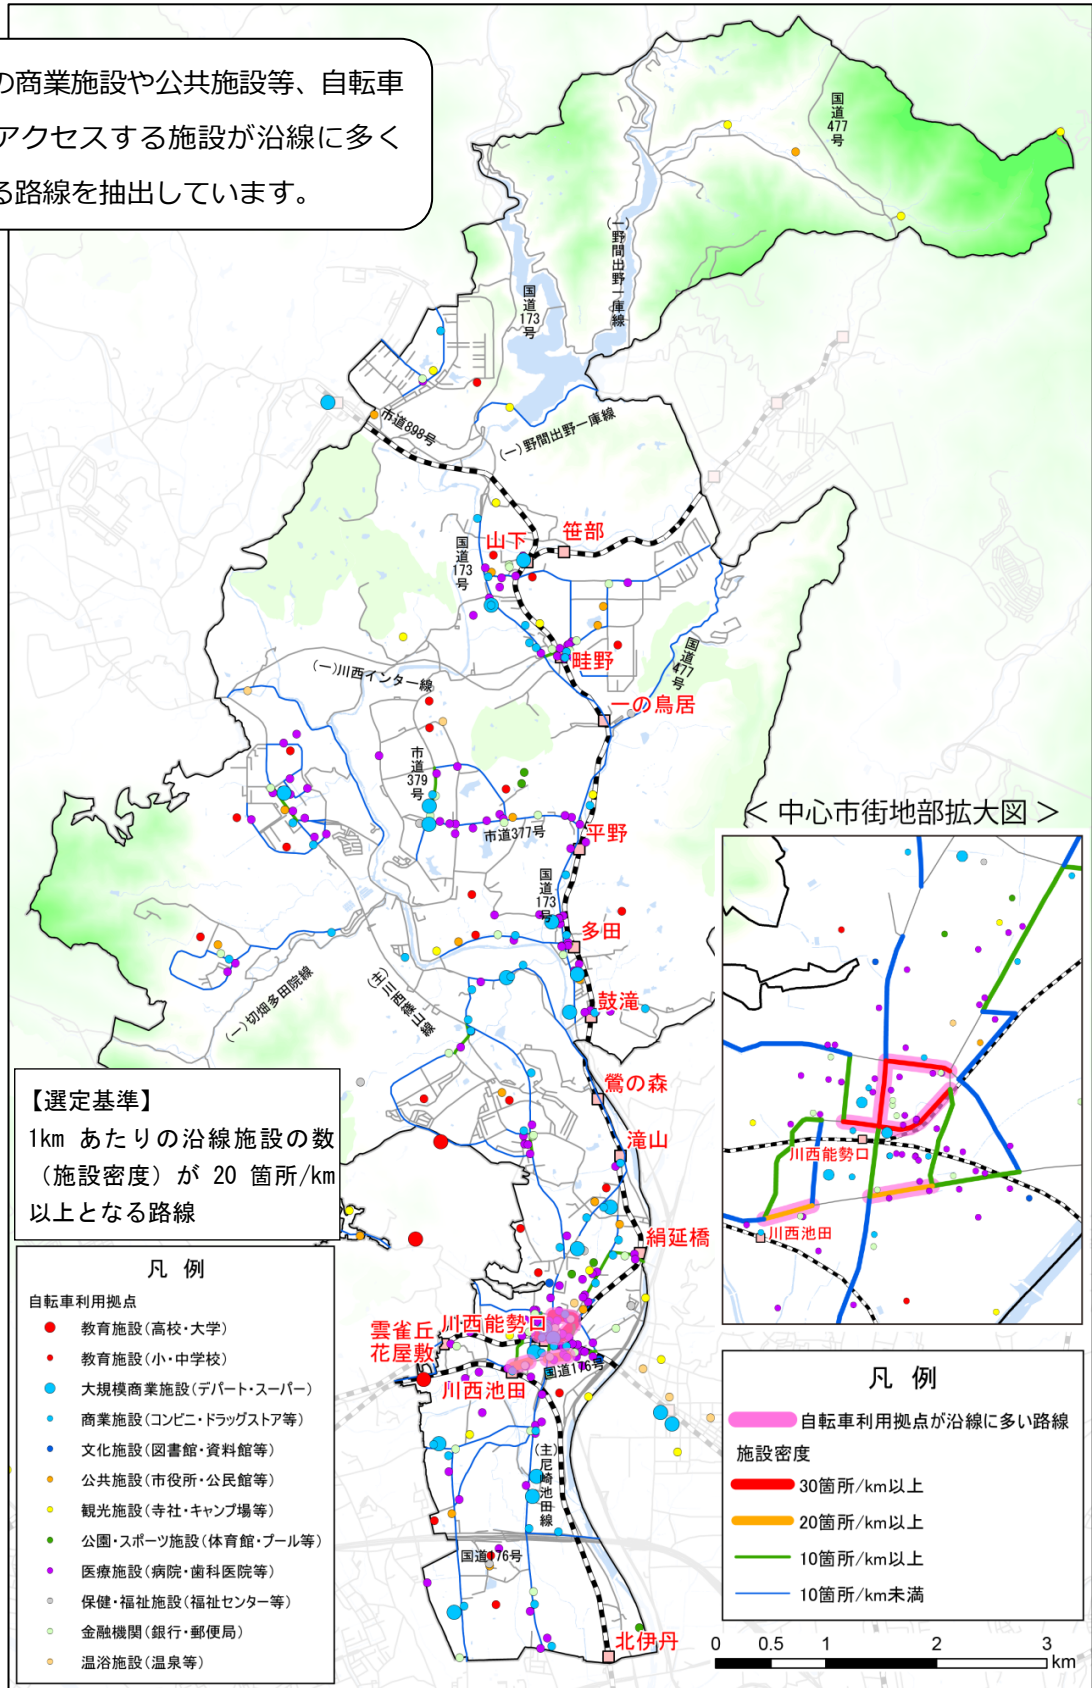 の商業施設や公共施設等、自転車
アクセスする施設が沿線に多く
る路線を抽出しています。
国道477号
(一)野間出野一庫線
国道173号
市道898号
(一)野間出野一庫線
国道173号
山下
笹部
畦野
国道477号
(一)川西インター線
一の鳥居
市道379号
市道377号
平野
国道173号
多田
(一)切畑多田院線
(主)川西篠山線
鼓滝
鶯の森
滝山
絹延橋
雲雀丘
花屋敷
川西能勢口
川西池田
国道176号
(主)尼崎池田線
国道176号
北伊丹
＜ 中心市街地部拡大図 ＞
川西能勢口
川西池田
【選定基準】
1km あたりの沿線施設の数
（施設密度）が 20 箇所/km
以上となる路線
凡 例
自転車利用拠点
教育施設(高校・大学)
教育施設(小・中学校)
大規模商業施設(デパート・スーパー)
商業施設(コンビニ・ドラッグストア等)
文化施設(図書館・資料館等)
公共施設(市役所・公民館等)
観光施設(寺社・キャンプ場等)
公園・スポーツ施設(体育館・プール等)
医療施設(病院・歯科医院等)
保健・福祉施設(福祉センター等)
金融機関(銀行・郵便局)
温浴施設(温泉等)
凡 例
自転車利用拠点が沿線に多い路線
施設密度
30箇所/km以上
20箇所/km以上
10箇所/km以上
10箇所/km未満
0 0.5 1 2 3
km